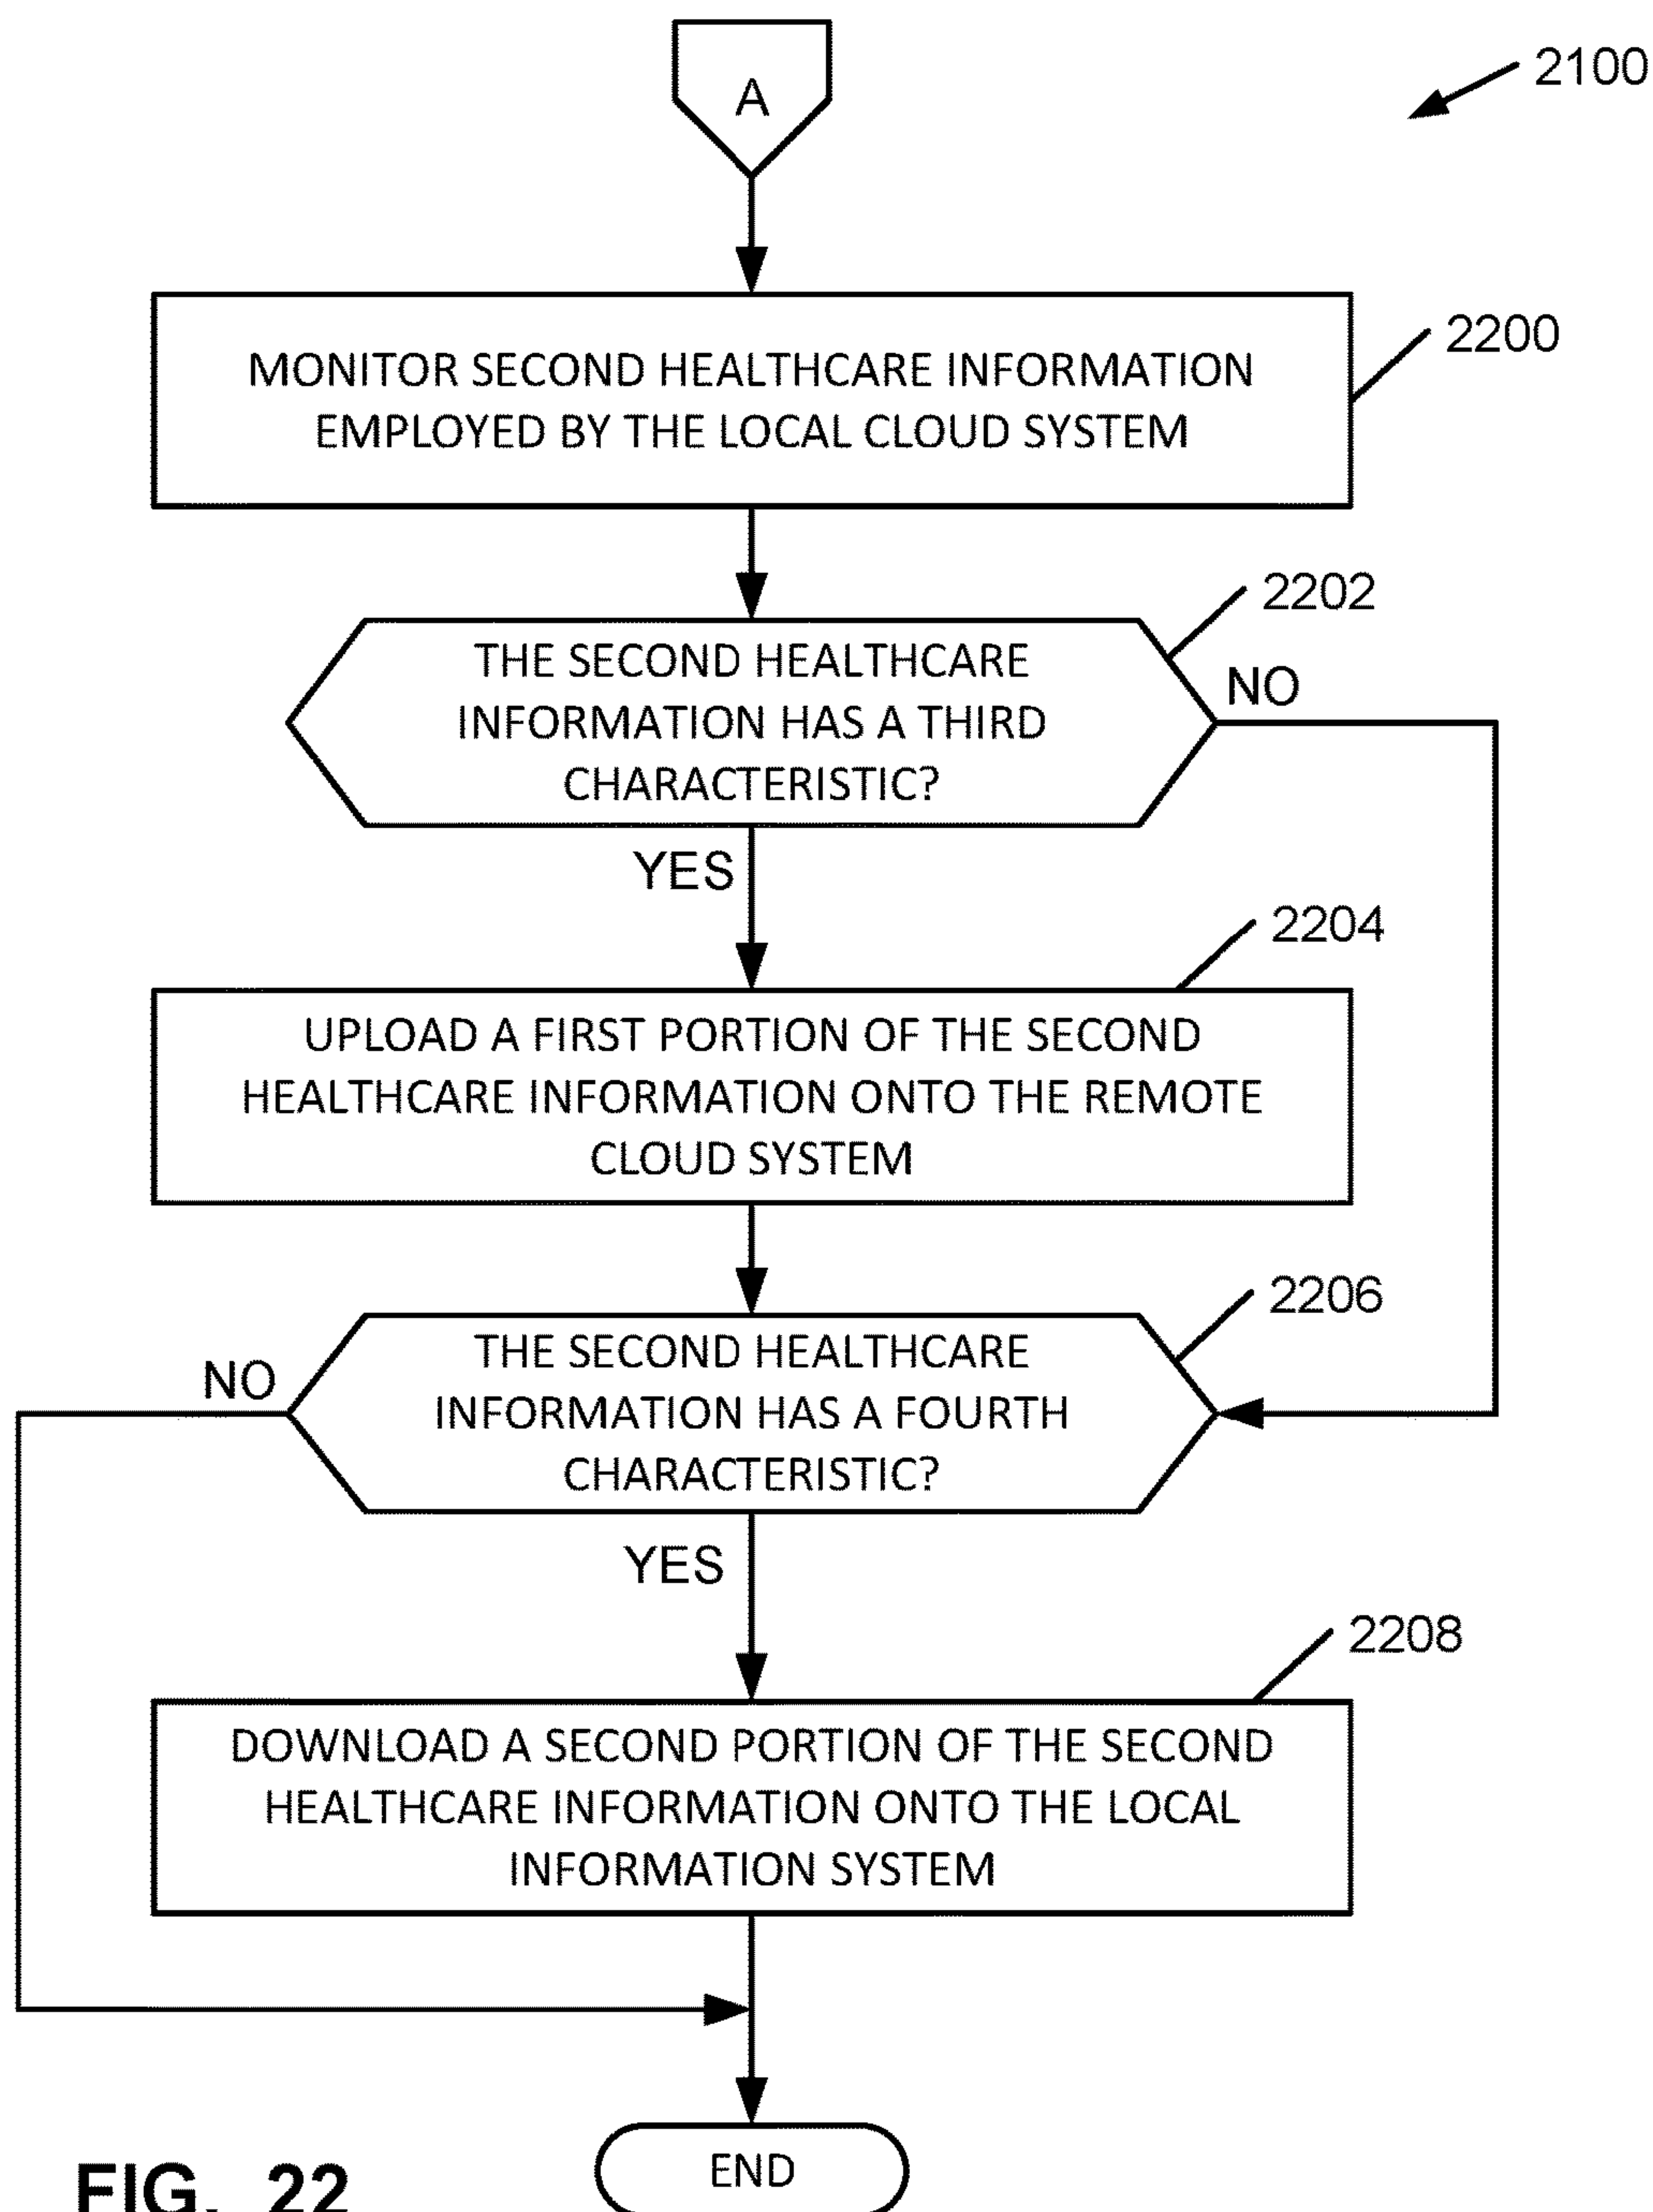 A
2100
MONITOR SECOND HEALTHCARE INFORMATION
EMPLOYED BY THE LOCAL CLOUD SYSTEM
2200
2202
THE SECOND HEALTHCARE
INFORMATION HAS A THIRD
CHARACTERISTIC?
NO
YES
2204
UPLOAD A FIRST PORTION OF THE SECOND
HEALTHCARE INFORMATION ONTO THE REMOTE
CLOUD SYSTEM
2206
THE SECOND HEALTHCARE
INFORMATION HAS A FOURTH
CHARACTERISTIC?
NO
YES
2208
DOWNLOAD A SECOND PORTION OF THE SECOND
HEALTHCARE INFORMATION ONTO THE LOCAL
INFORMATION SYSTEM
END
FIG. 22